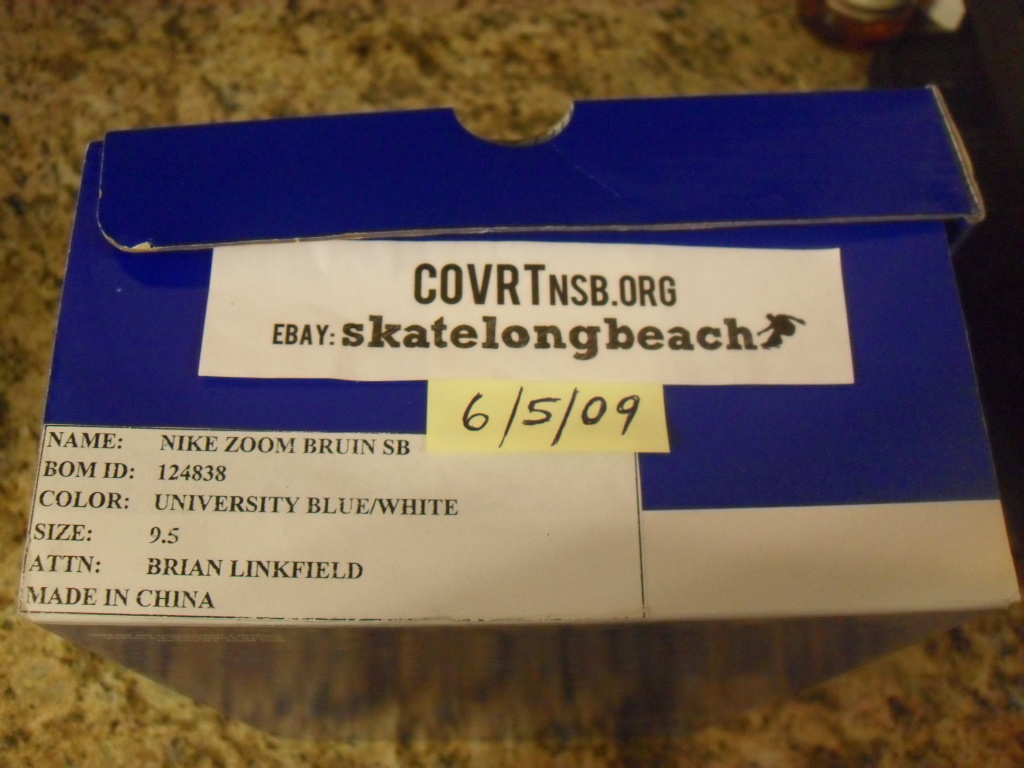 COVRTNSB.ORG
EBAY: skatelongbeach
6/5/09
NAME: NIKE ZOOM BRUIN SB
BOM ID: 124838
COLOR: UNIVERSITY BLUE/WHITE
SIZE: 9.5
ATTN: BRIAN LINKFIELD
MADE IN CHINA